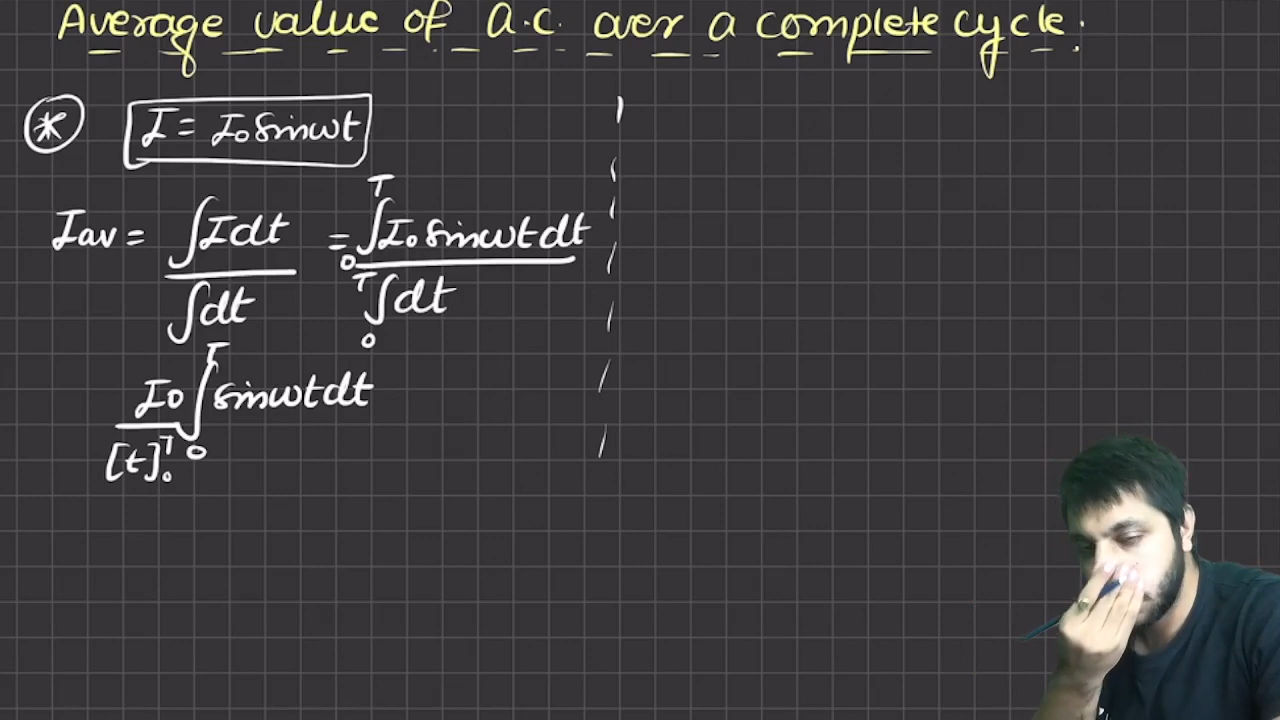 Average value of a.c. over a complete cycle:
* I = I₀ sinωt
Iav = ∫Idt / ∫dt = ∫₀ᵀ I₀ sinωt dt / ∫₀ᵀ dt
I₀ / [t]₀ᵀ ∫₀ᵀ sinωt dt